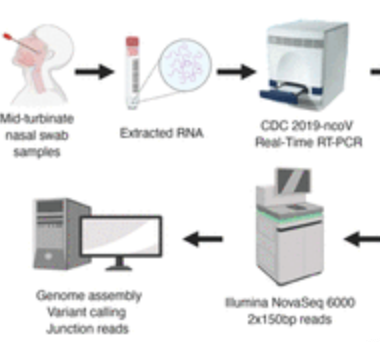 Mid-turbinate
nasal swab
samples
Extracted RNA
CDC 2019-ncoV
Real-Time RT-PCR
Illumina NovaSeq 6000
2x150bp reads
Genome assembly
Variant calling
Junction reads